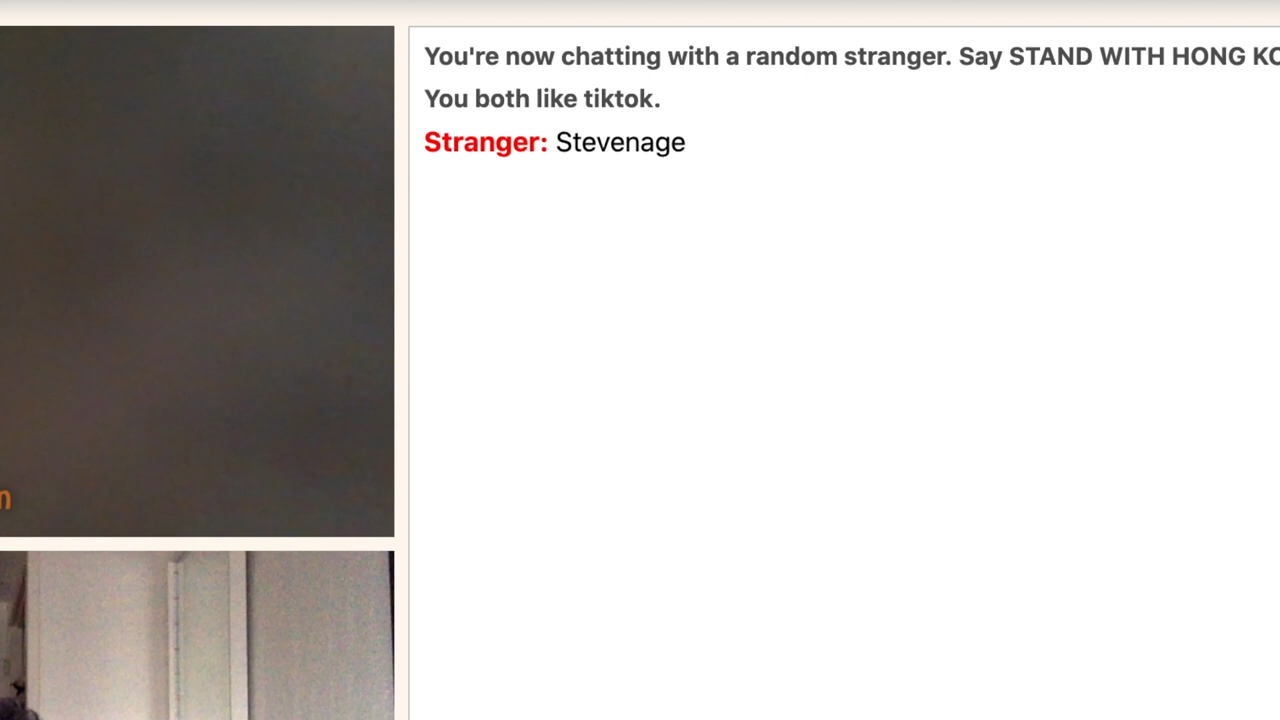 You're now chatting with a random stranger. Say STAND WITH HONG
You both like tiktok.
Stranger: Stevenage